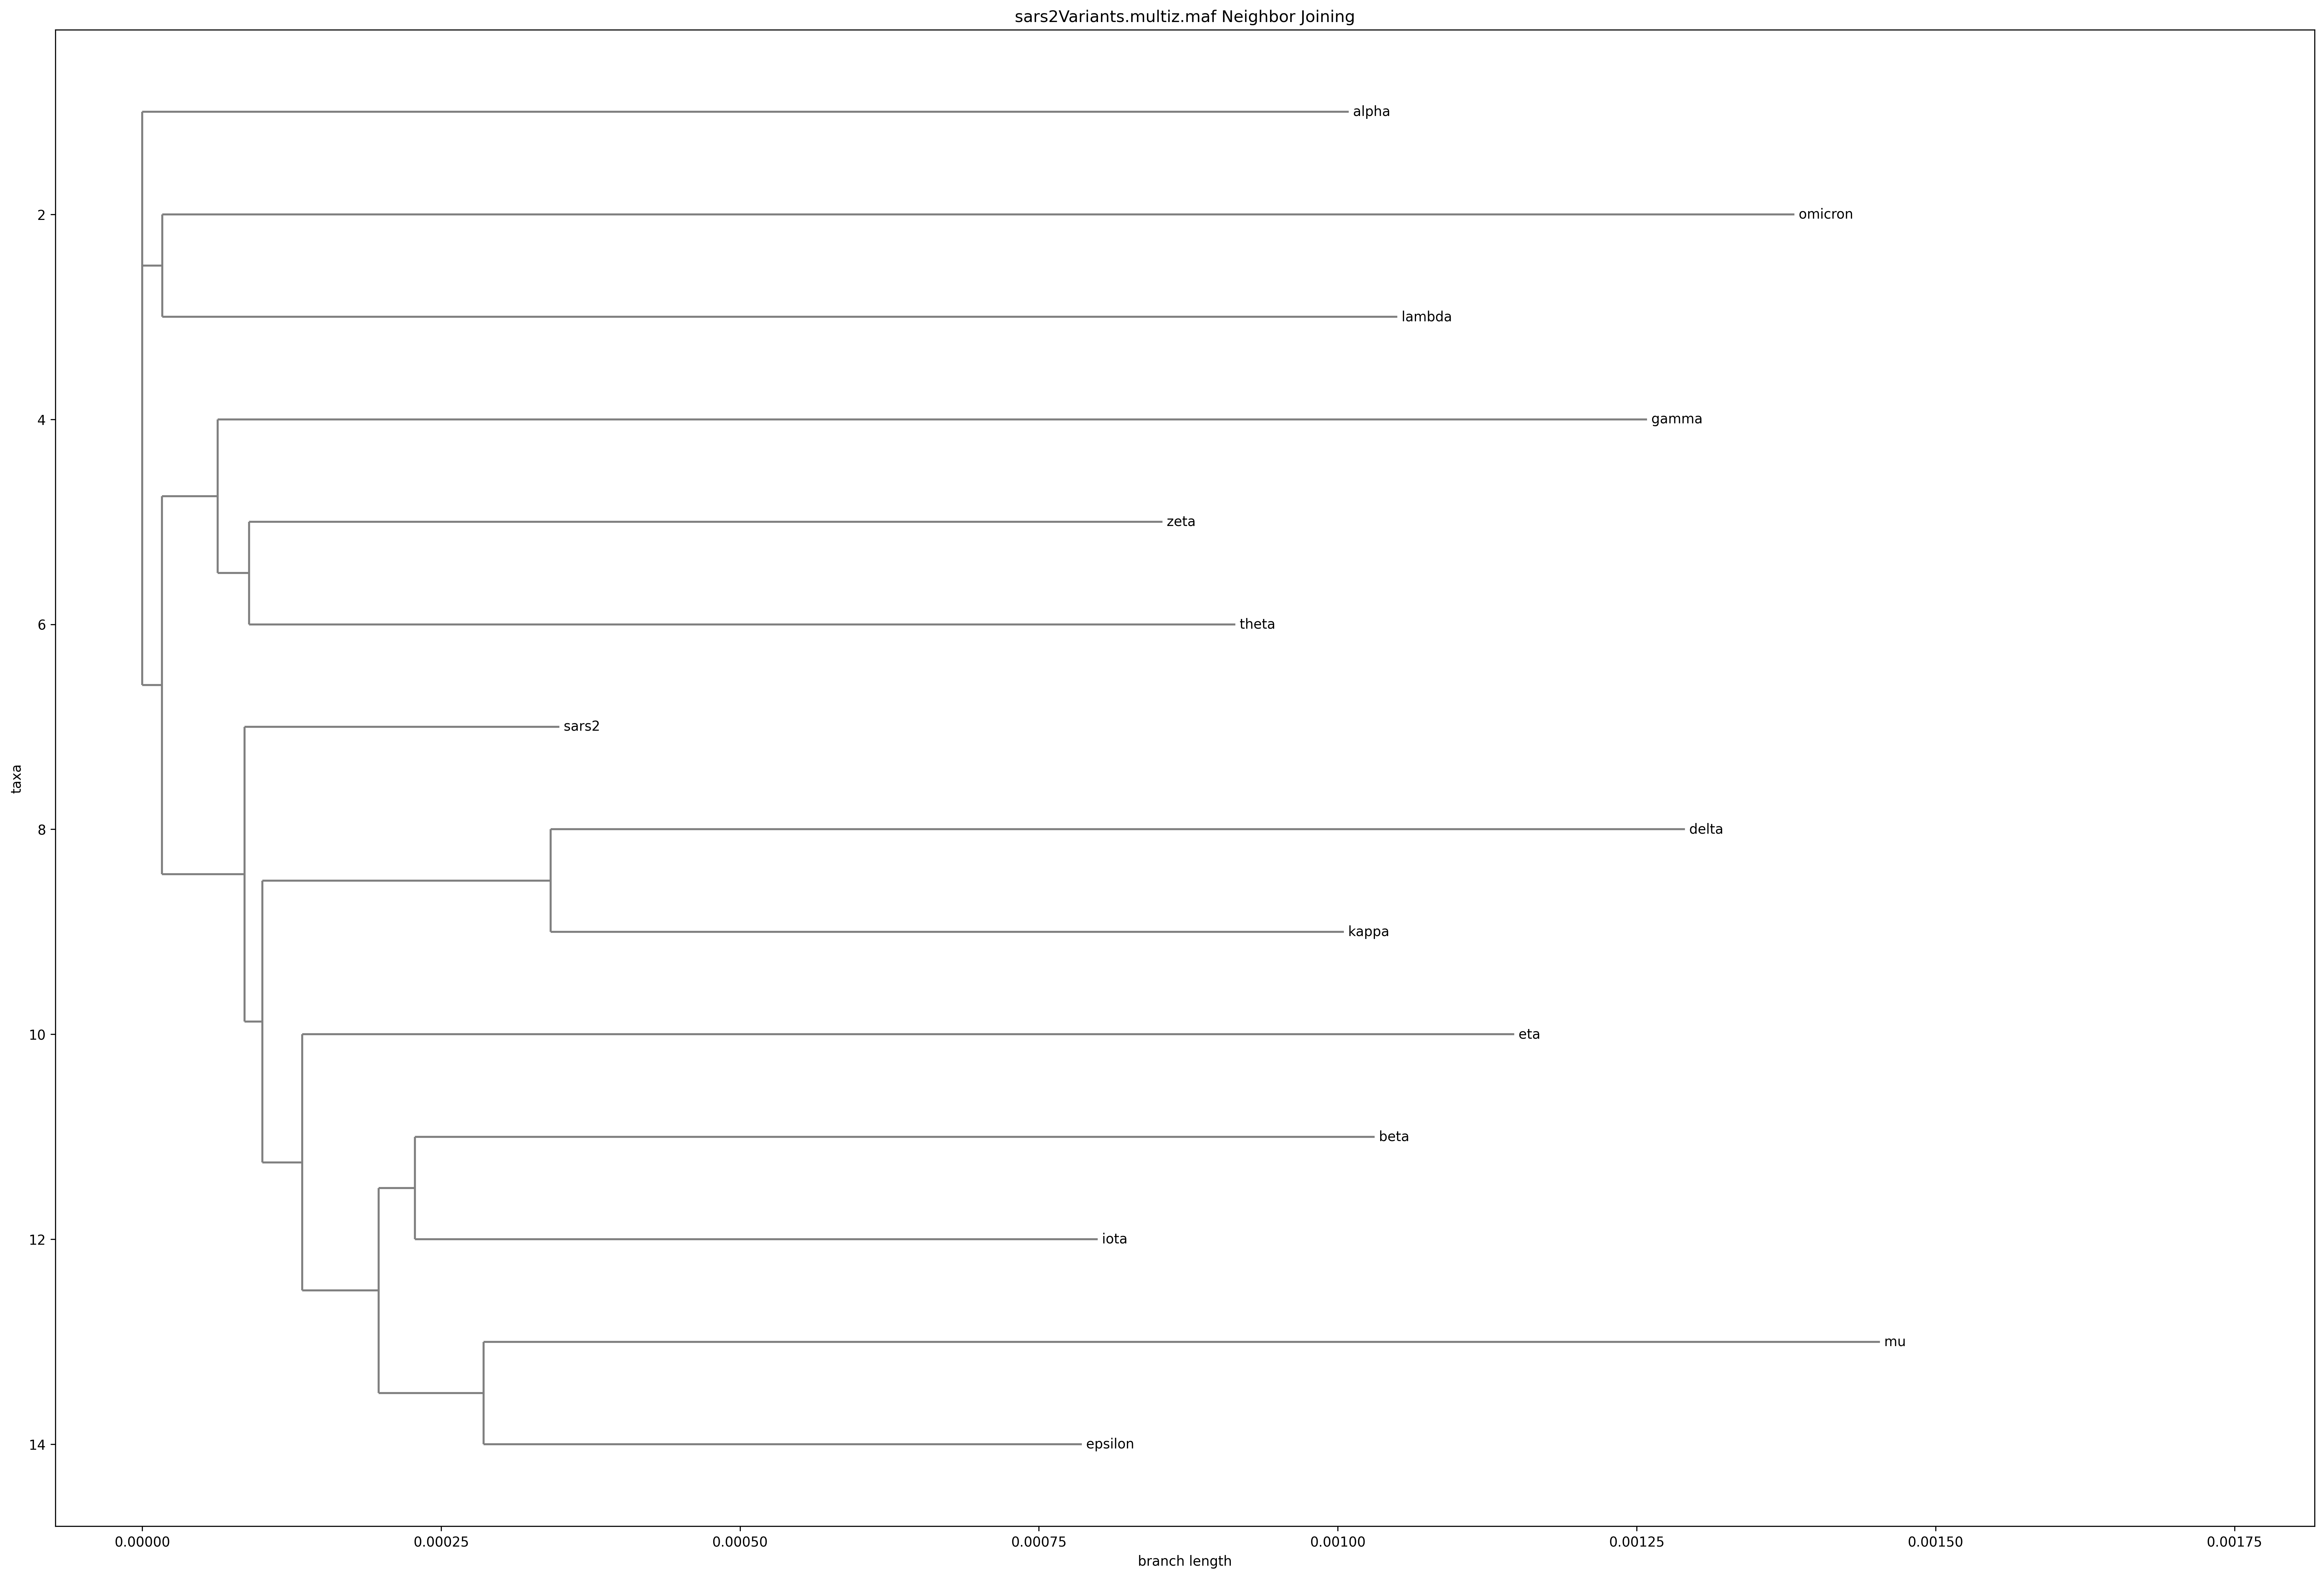 sars2Variants.multiz.maf Neighbor Joining
alpha
2
omicron
lambda
4
gamma
zeta
6
theta
sars2
taxa
8
delta
kappa
10
eta
beta
12
iota
mu
14
epsilon
0.00000 0.00025 0.00050 0.00075 0.00100 0.00125 0.00150 0.00175
branch length